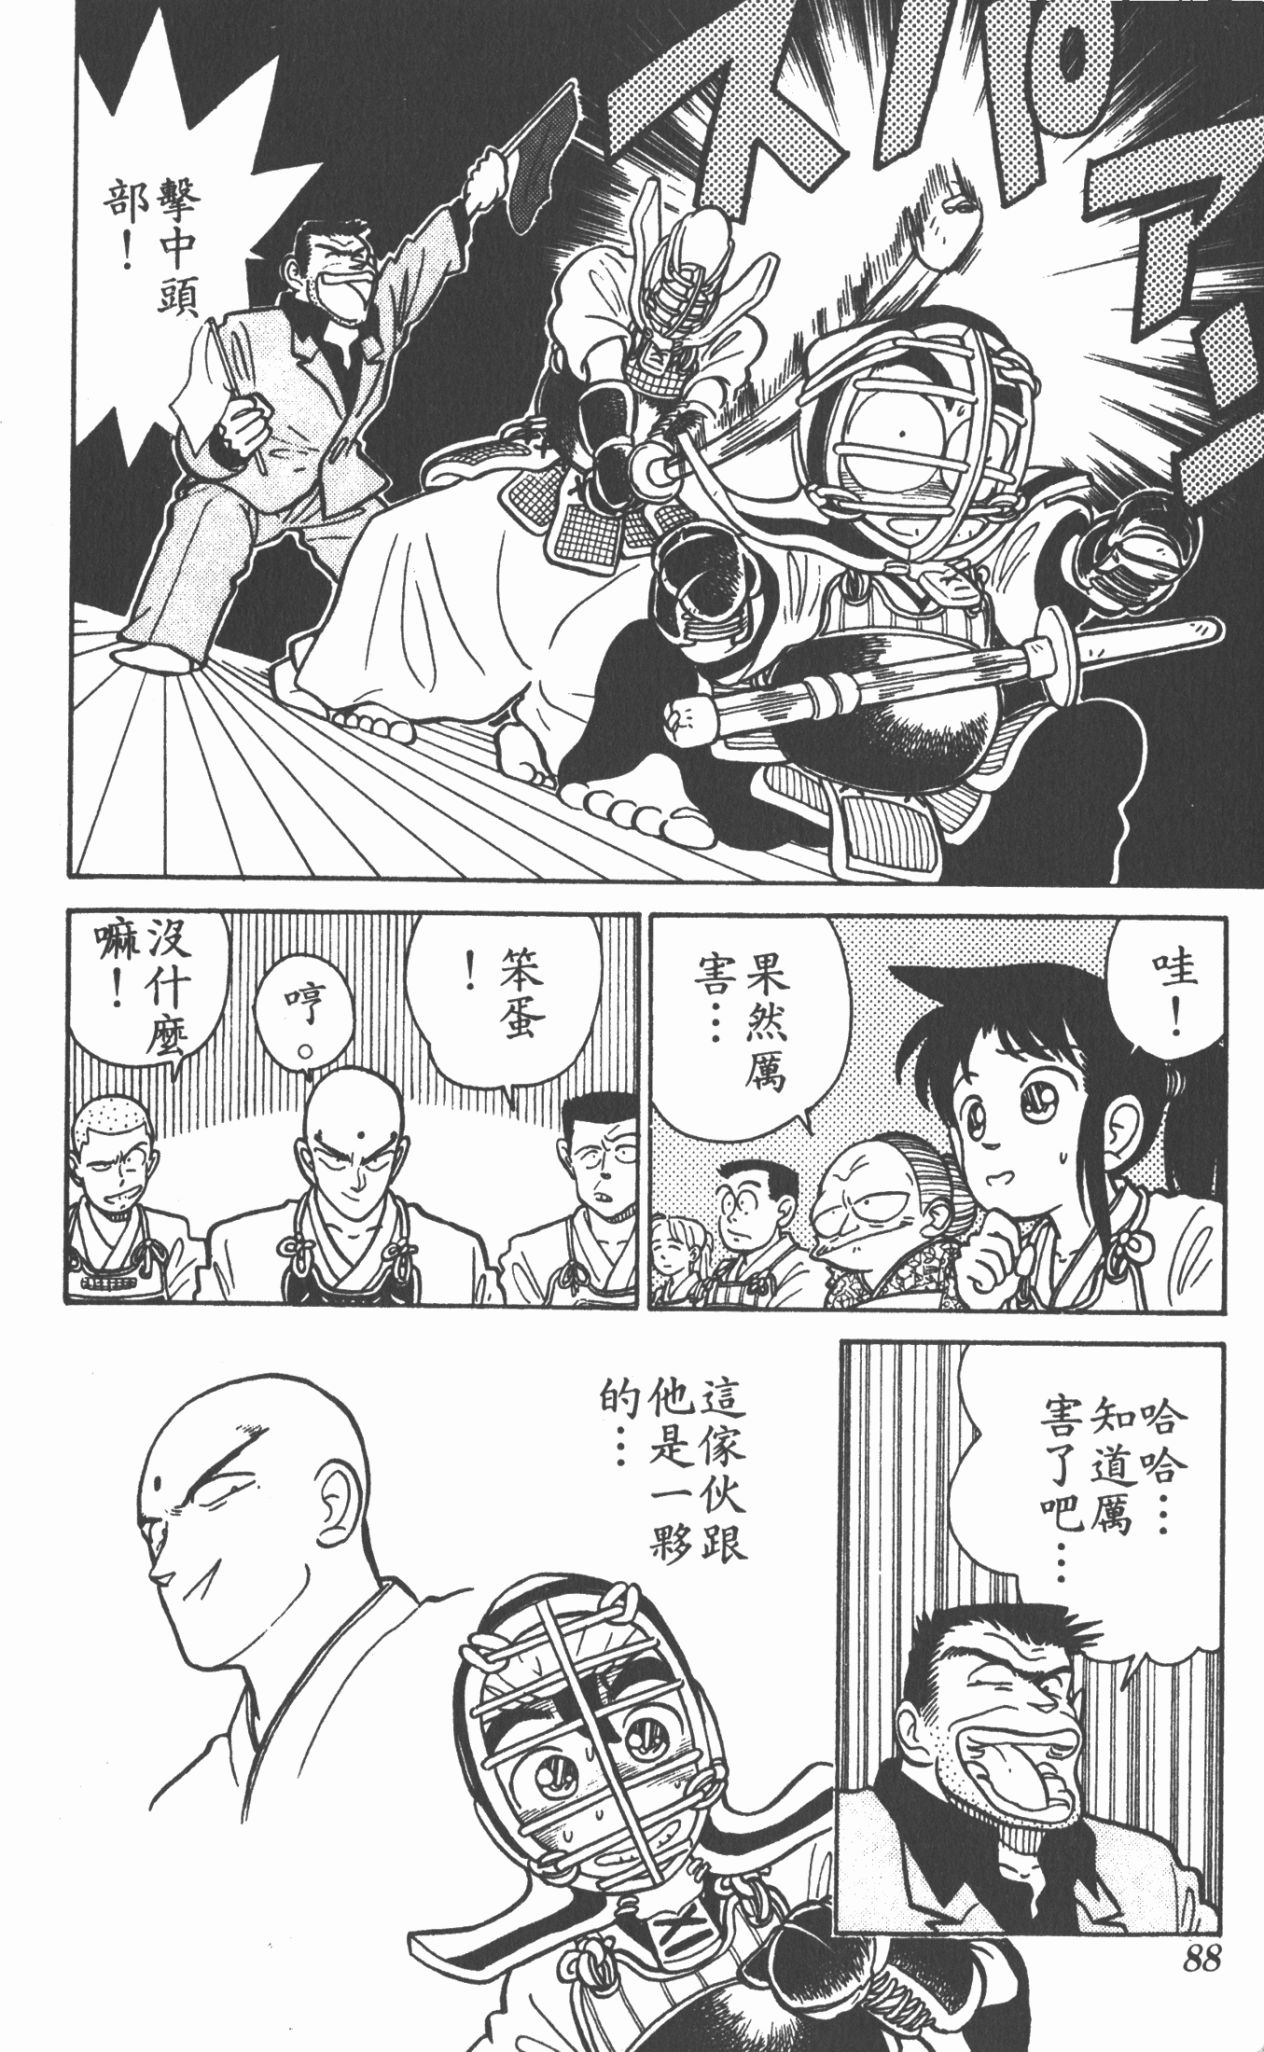 スパアン
擊中頭
部！
哇！
果然厲
害⋯
笨蛋
！
哼。
沒什麼
嘛！
哈哈⋯
知道厲
害了吧⋯
這傢伙跟
他是一夥
的⋯
88